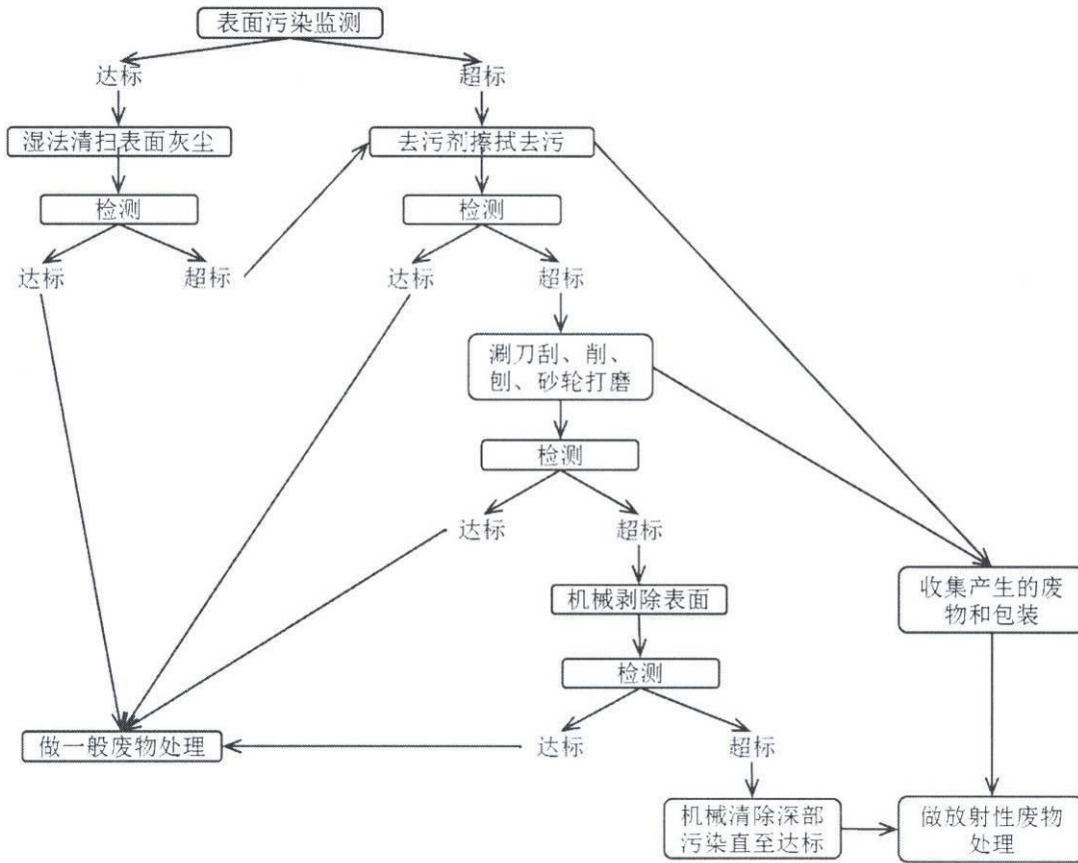 表面污染监测
达标
超标
湿法清扫表面灰尘
去污剂擦拭去污
检测
检测
达标
超标
达标
超标
涮刀刮、削、
刨、砂轮打磨
检测
达标
超标
机械剥除表面
收集产生的废
物和包装
检测
做一般废物处理
达标
超标
机械清除深部
污染直至达标
做放射性废物
处理